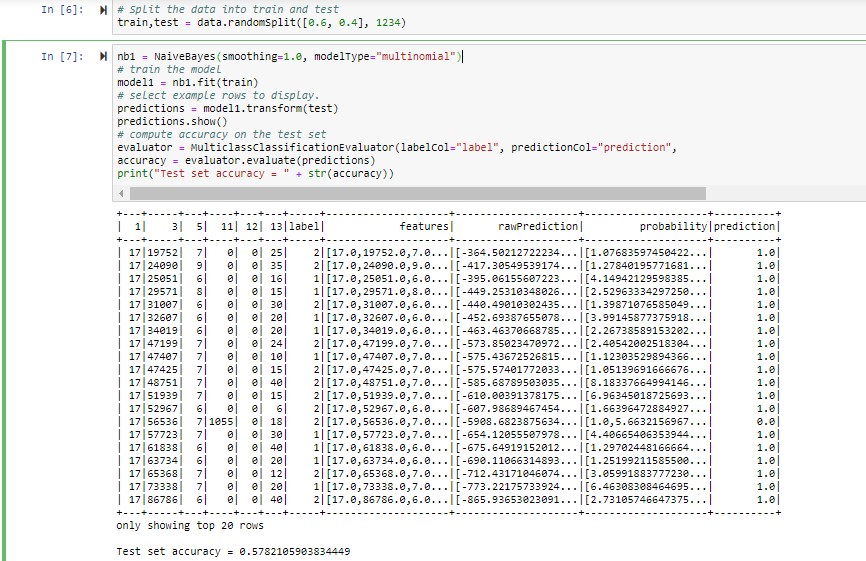 In [6]: # Split the data into train and test
train,test = data.randomSplit([0.6, 0.4], 1234)
In [7]: nb1 = NaiveBayes(smoothing=1.0, modelType="multinomial")
# train the model
model1 = nb1.fit(train)
# select example rows to display.
predictions = model1.transform(test)
predictions.show()
# compute accuracy on the test set
evaluator = MulticlassClassificationEvaluator(labelCol="label", predictionCol="prediction",
accuracy = evaluator.evaluate(predictions)
print("Test set accuracy = " + str(accuracy))
+---+-----+---+----+---+---+-----+--------------------+--------------------+--------------------+----------+
|  1|    3|  5|  11| 12| 13|label|            features|       rawPrediction|         probability|prediction|
+---+-----+---+----+---+---+-----+--------------------+--------------------+--------------------+----------+
| 17|19752|  7|   0|  0| 25|    2|[17.0,19752.0,7.0...|[-364.50212722234...|[1.07683597450422...|       1.0|
| 17|24090|  9|   0|  0| 35|    2|[17.0,24090.0,9.0...|[-417.30549539174...|[1.27840195771681...|       1.0|
| 17|25051|  6|   0|  0| 16|    1|[17.0,25051.0,6.0...|[-395.06155607223...|[4.14942129598385...|       1.0|
| 17|29571|  8|   0|  0| 15|    1|[17.0,29571.0,8.0...|[-449.25310348026...|[2.52963334297250...|       1.0|
| 17|31007|  6|   0|  0| 30|    2|[17.0,31007.0,6.0...|[-440.49010302435...|[1.39871076585049...|       1.0|
| 17|32607|  6|   0|  0| 20|    1|[17.0,32607.0,6.0...|[-452.69387655078...|[3.99145877375918...|       1.0|
| 17|34019|  6|   0|  0| 20|    1|[17.0,34019.0,6.0...|[-463.46370668785...|[2.26738589153202...|       1.0|
| 17|47199|  7|   0|  0| 24|    2|[17.0,47199.0,7.0...|[-573.85023470972...|[2.40542002518304...|       1.0|
| 17|47407|  7|   0|  0| 10|    1|[17.0,47407.0,7.0...|[-575.43672526815...|[1.12303529894366...|       1.0|
| 17|47425|  7|   0|  0| 15|    2|[17.0,47425.0,7.0...|[-575.57401772033...|[1.05139691666676...|       1.0|
| 17|48751|  7|   0|  0| 40|    2|[17.0,48751.0,7.0...|[-585.68789503035...|[8.18337664994146...|       1.0|
| 17|51939|  7|   0|  0| 15|    2|[17.0,51939.0,7.0...|[-610.00391378175...|[6.96345018725693...|       1.0|
| 17|52967|  6|   0|  0|  6|    2|[17.0,52967.0,6.0...|[-607.98689467454...|[1.66396472884927...|       1.0|
| 17|56536|  7|1055|  0| 18|    2|[17.0,56536.0,7.0...|[-5908.6823875634...|[1.0,5.6632156967...|       0.0|
| 17|57723|  7|   0|  0| 30|    1|[17.0,57723.0,7.0...|[-654.12055507978...|[4.40665406353944...|       1.0|
| 17|61838|  6|   0|  0| 40|    1|[17.0,61838.0,6.0...|[-675.64919152012...|[1.29702448166664...|       1.0|
| 17|63734|  6|   0|  0| 20|    1|[17.0,63734.0,6.0...|[-690.11066314893...|[1.25199211585500...|       1.0|
| 17|65368|  7|   0|  0| 12|    2|[17.0,65368.0,7.0...|[-712.43171046074...|[3.05991883777230...|       1.0|
| 17|73338|  7|   0|  0| 20|    1|[17.0,73338.0,7.0...|[-773.22175733924...|[6.46308308464695...|       1.0|
| 17|86786|  6|   0|  0| 40|    2|[17.0,86786.0,6.0...|[-865.93653023091...|[2.73105746647375...|       1.0|
+---+-----+---+----+---+---+-----+--------------------+--------------------+--------------------+----------+
only showing top 20 rows
Test set accuracy = 0.5782105903834449